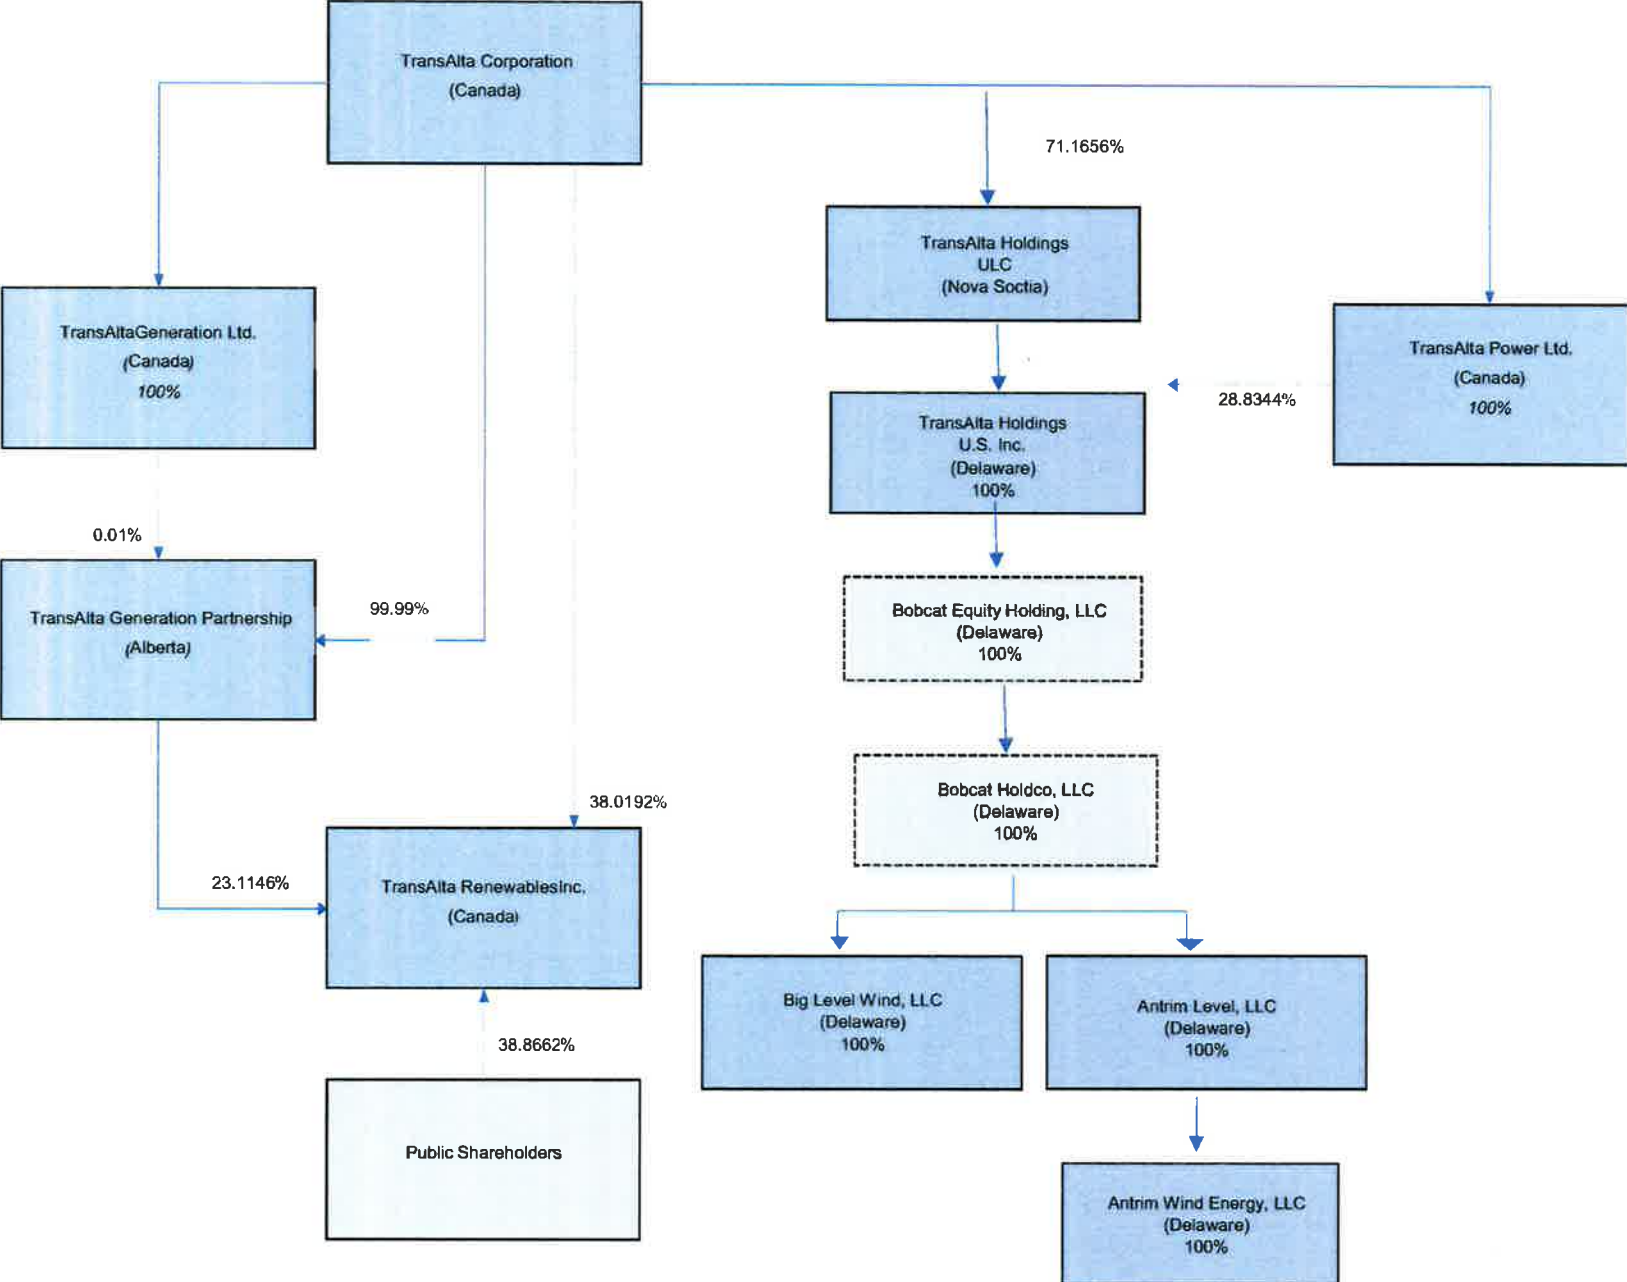 TransAlta Corporation
(Canada)
71.1656%
TransAlta Holdings
ULC
(Nova Soctia)
TransAltaGeneration Ltd.
(Canada)
100%
TransAlta Power Ltd.
(Canada)
100%
28.8344%
TransAlta Holdings
U.S. Inc.
(Delaware)
100%
0.01%
TransAlta Generation Partnership
(Alberta)
99.99%
Bobcat Equity Holding, LLC
(Delaware)
100%
Bobcat Holdco, LLC
(Delaware)
100%
38.0192%
23.1146%
TransAlta RenewablesInc.
(Canada)
Big Level Wind, LLC
(Delaware)
100%
Antrim Level, LLC
(Delaware)
100%
38.8662%
Public Shareholders
Antrim Wind Energy, LLC
(Delaware)
100%